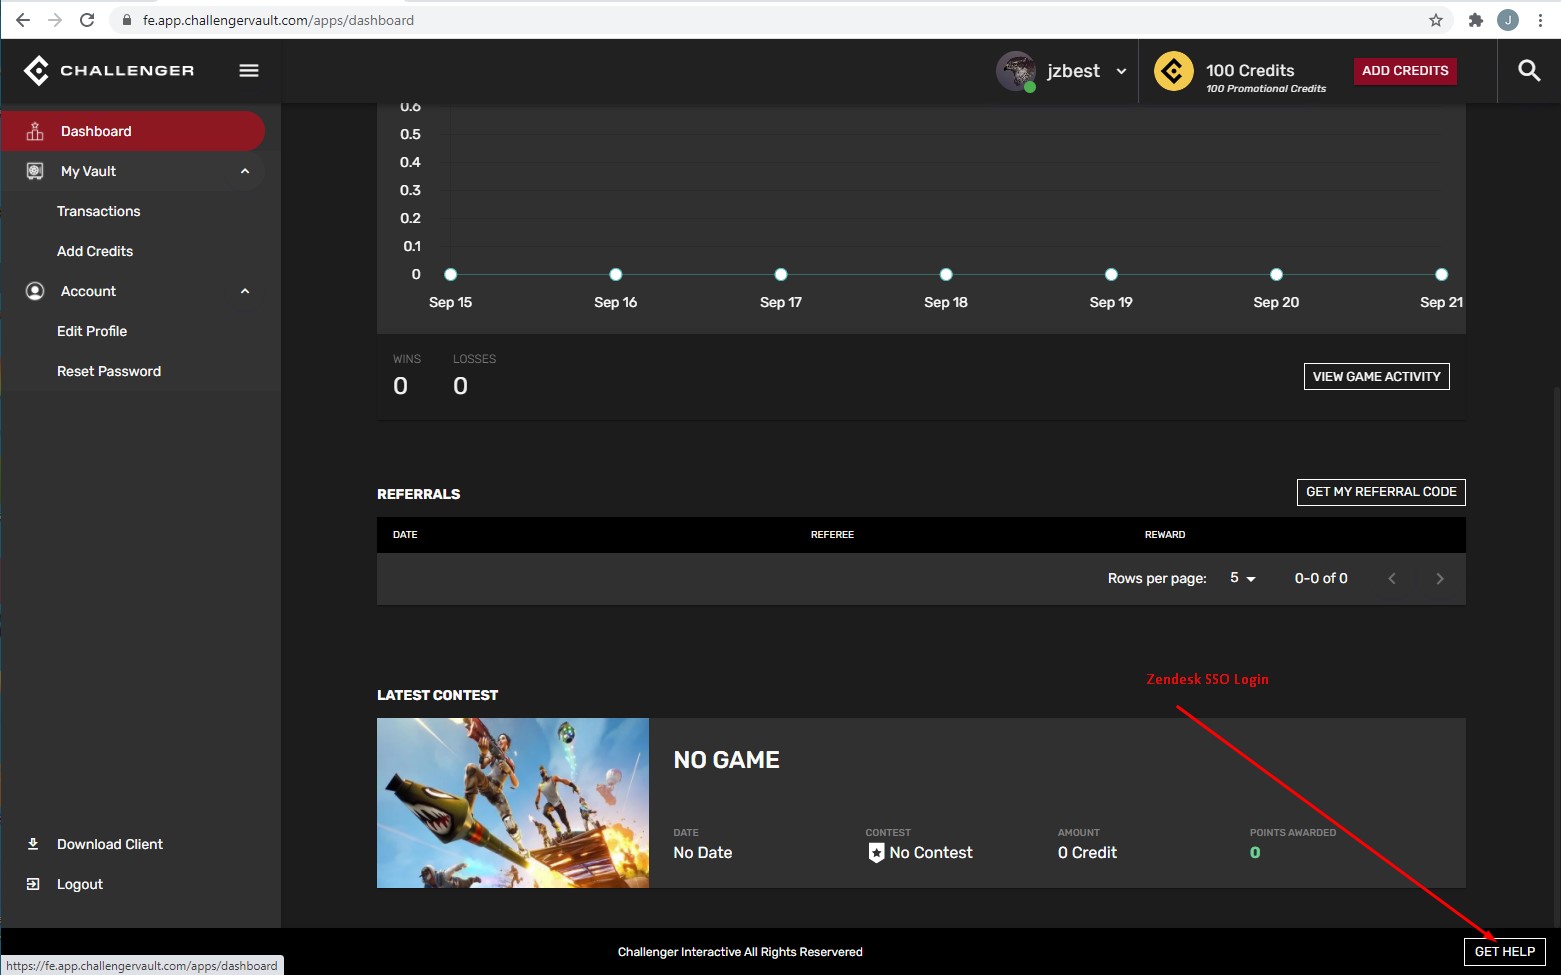 fe.app.challengervault.com/apps/dashboard
J
CHALLENGER
jzbest
100 Credits
100 Promotional Credits
ADD CREDITS
Dashboard
My Vault
Transactions
Add Credits
Account
Edit Profile
Reset Password
Download Client
Logout
0.6
0.5
0.4
0.3
0.2
0.1
0
Sep 15 Sep 16 Sep 17 Sep 18 Sep 19 Sep 20 Sep 21
WINS LOSSES
0 0
VIEW GAME ACTIVITY
REFERRALS
GET MY REFERRAL CODE
DATE REFEREE REWARD
Rows per page: 5 0-0 of 0
Zendesk SSO Login
LATEST CONTEST
NO GAME
DATE CONTEST AMOUNT POINTS AWARDED
No Date No Contest 0 Credit 0
Challenger Interactive All Rights Reservered
GET HELP
https://fe.app.challengervault.com/apps/dashboard